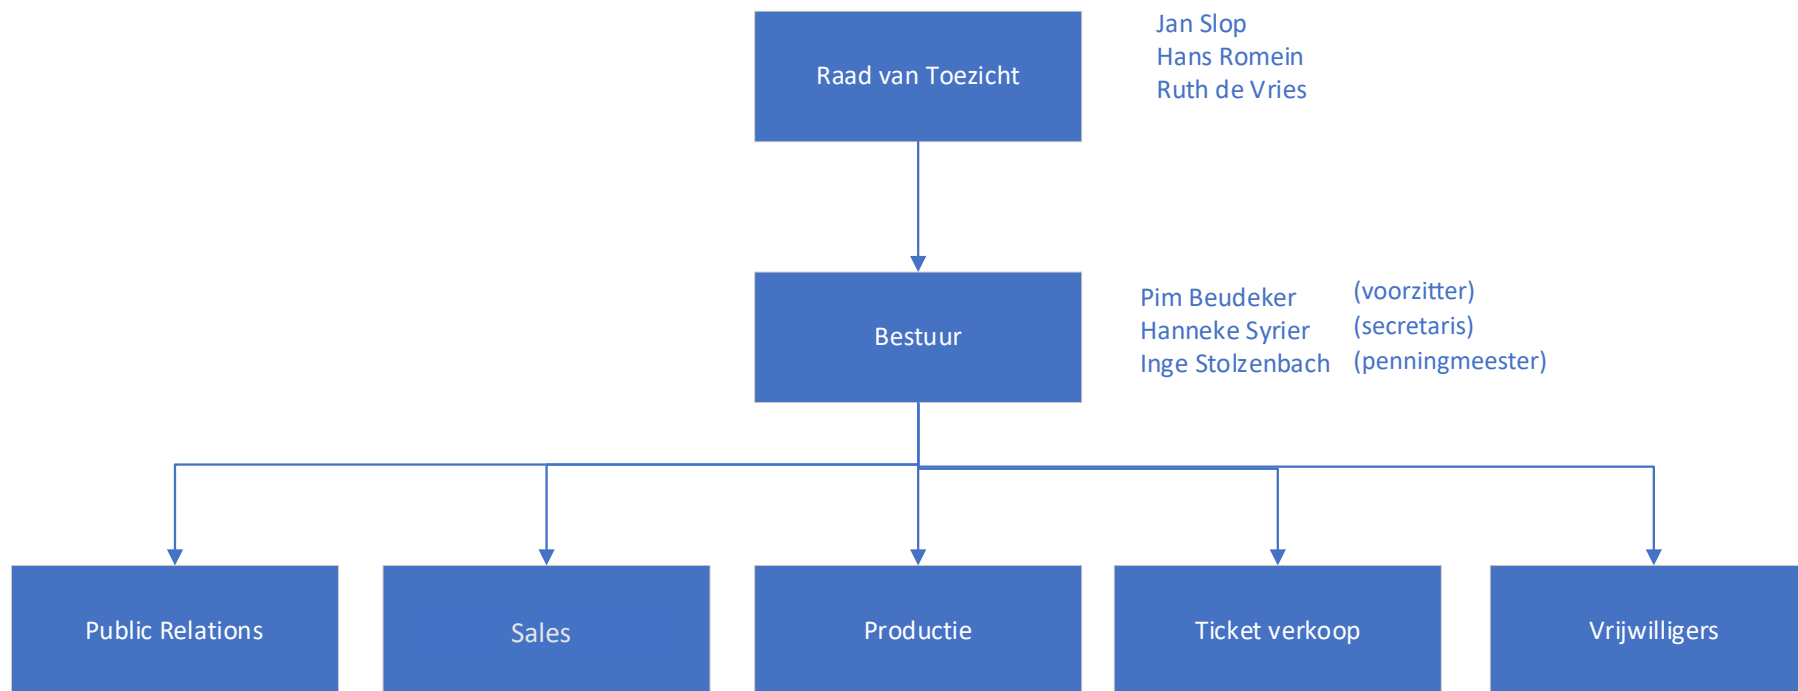 Raad van Toezicht
Jan Slop
Hans Romein
Ruth de Vries
Bestuur
Pim Beudeker (voorzitter)
Hanneke Syrier (secretaris)
Inge Stolzenbach (penningmeester)
Public Relations
Sales
Productie
Ticket verkoop
Vrijwilligers